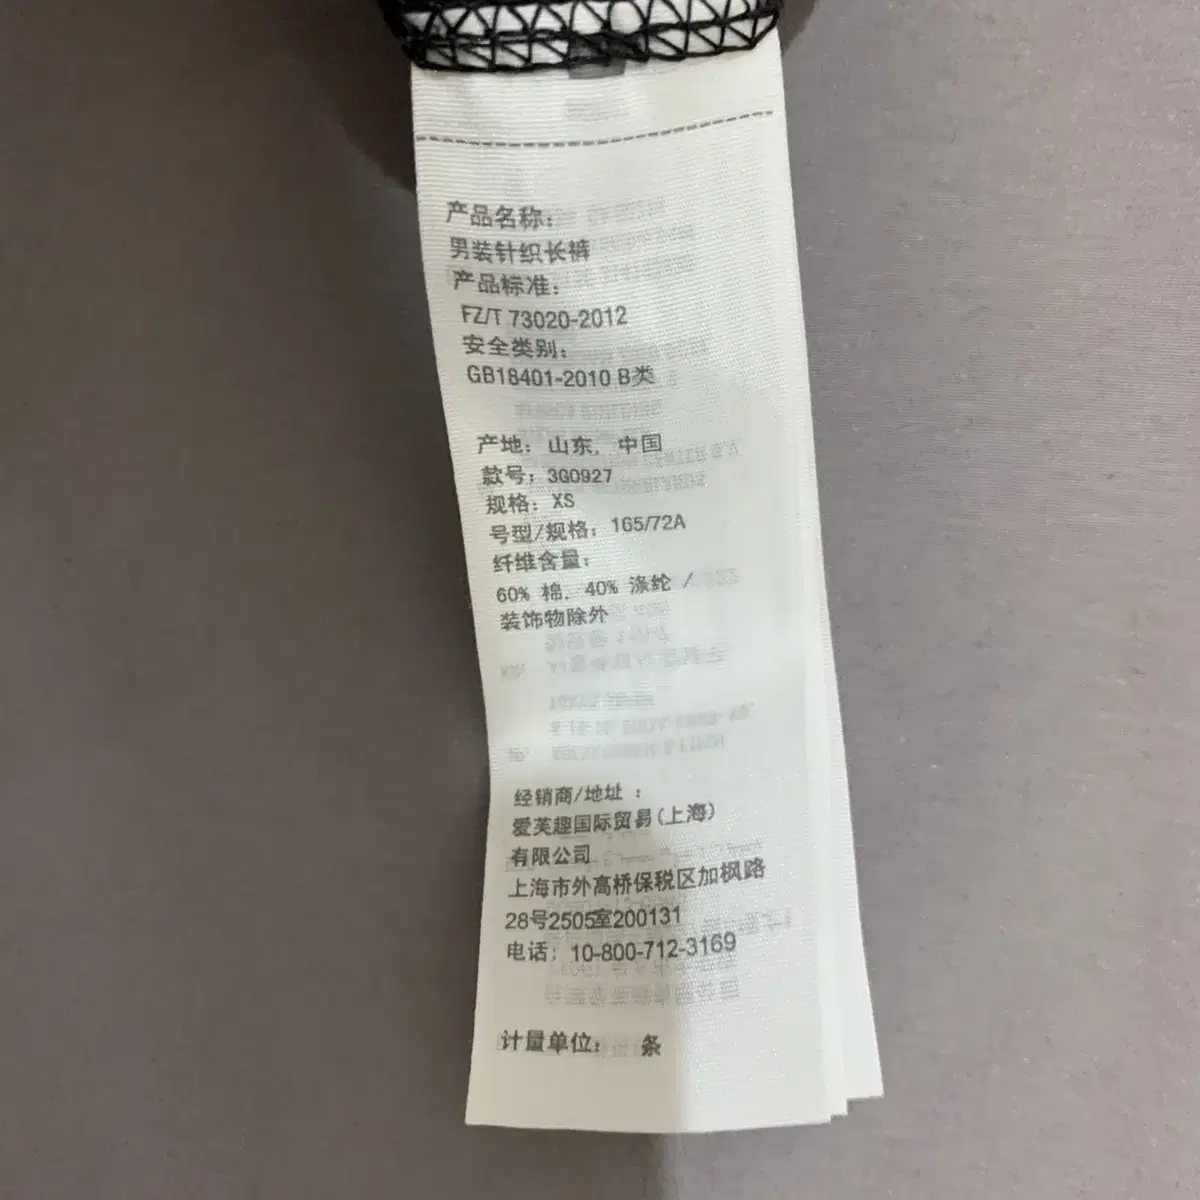 产品名称:
男装针织长裤
产品标准:
FZ/T 73020-2012
安全类别:
GB18401-2010 B类
产地: 山东, 中国
款号: 3G0927
规格: XS
号型/规格: 165/72A
纤维含量:
60% 棉, 40% 涤纶 /
装饰物除外
经销商/地址 :
爱芙趣国际贸易(上海)
有限公司
上海市外高桥保税区加枫路
28号2505室200131
电话: 10-800-712-3169
计量单位: 条